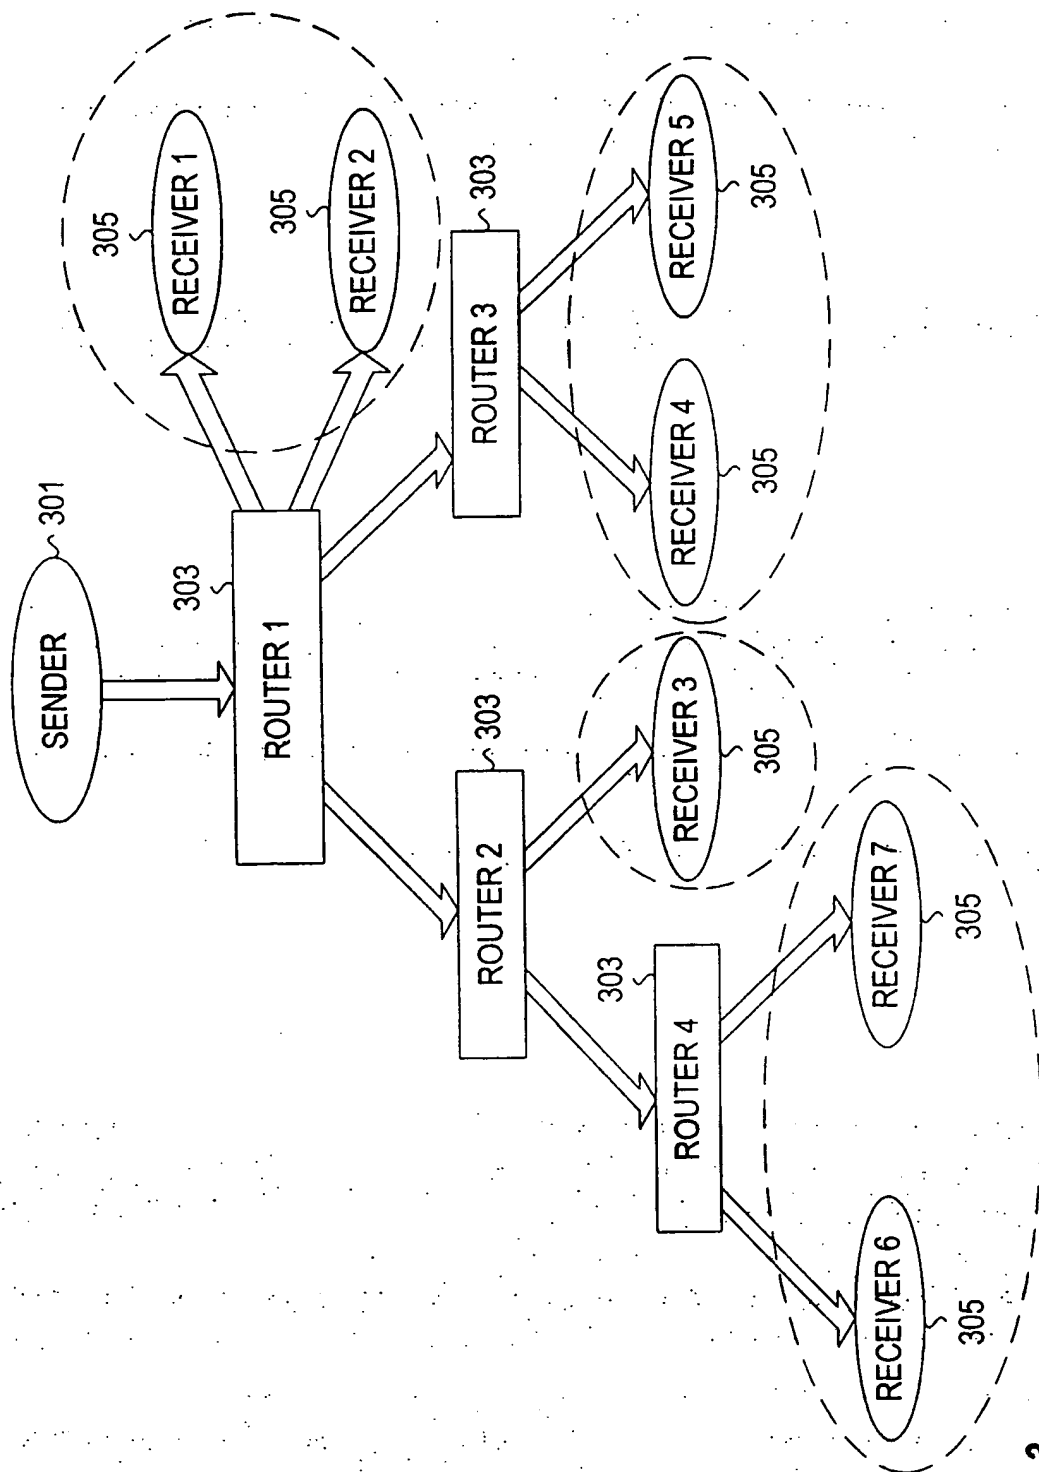 SENDER
301
305
RECEIVER 1
303
ROUTER 1
305
RECEIVER 2
303
ROUTER 2
303
ROUTER 3
303
ROUTER 4
RECEIVER 3
305
RECEIVER 4
305
RECEIVER 5
305
RECEIVER 6
305
RECEIVER 7
305